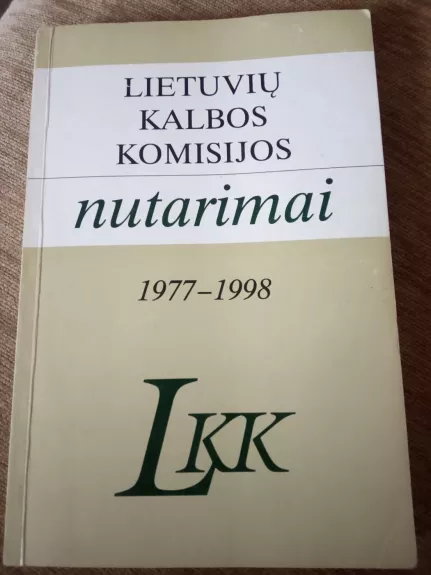 LIETUVIŲ
KALBOS
KOMISIJOS
nutarimai
1977–1998
LKK